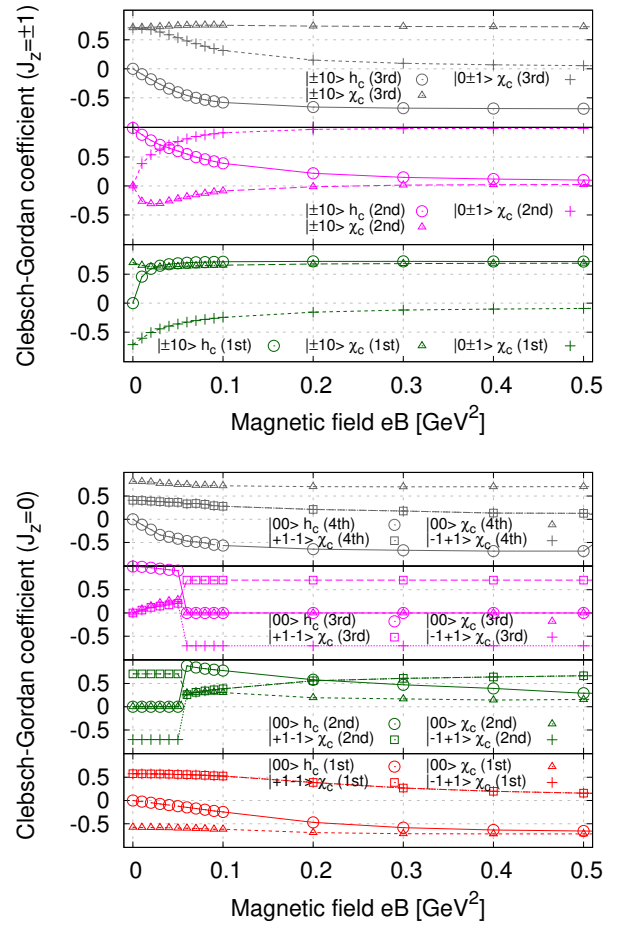 Clebsch-Gordan coefficient (J_z=±1)
0.5
0
-0.5
|±10> h_c (3rd) |0±1> χ_c (3rd)
|±10> χ_c (3rd)
0.5
0
-0.5
|±10> h_c (2nd) |0±1> χ_c (2nd)
|±10> χ_c (2nd)
0.5
0
-0.5
|±10> h_c (1st) |±10> χ_c (1st) |0±1> χ_c (1st)
0 0.1 0.2 0.3 0.4 0.5
Magnetic field eB [GeV^2]
Clebsch-Gordan coefficient (J_z=0)
0.5
0
-0.5
|00> h_c (4th) |00> χ_c (4th)
|+1-1> χ_c (4th) |-1+1> χ_c (4th)
0.5
0
-0.5
|00> h_c (3rd) |00> χ_c (3rd)
|+1-1> χ_c (3rd) |-1+1> χ_c (3rd)
0.5
0
-0.5
|00> h_c (2nd) |00> χ_c (2nd)
|+1-1> χ_c (2nd) |-1+1> χ_c (2nd)
|00> h_c (1st) |00> χ_c (1st)
|+1-1> χ_c (1st) |-1+1> χ_c (1st)
0.5
0
-0.5
0 0.1 0.2 0.3 0.4 0.5
Magnetic field eB [GeV^2]